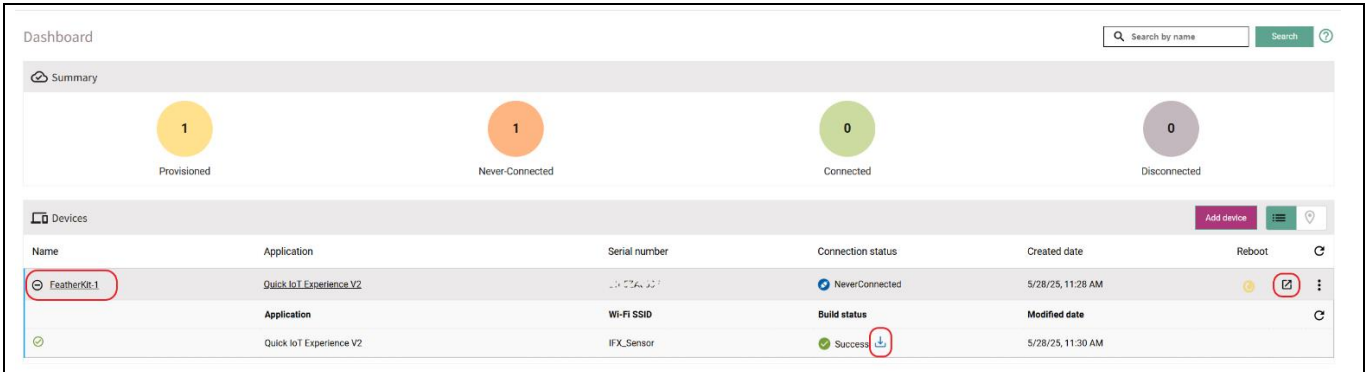 Dashboard
Search by name
Search
Summary
1
1
0
0
Provisioned
Never-Connected
Connected
Disconnected
Devices
Add device
Name Application Serial number Connection status Created date Reboot
FeatherKit-1 Quick IoT Experience V2 NeverConnected 5/28/25, 11:28 AM
Application Wi-Fi SSID Build status Modified date
Quick IoT Experience V2 IFX_Sensor Success 5/28/25, 11:30 AM